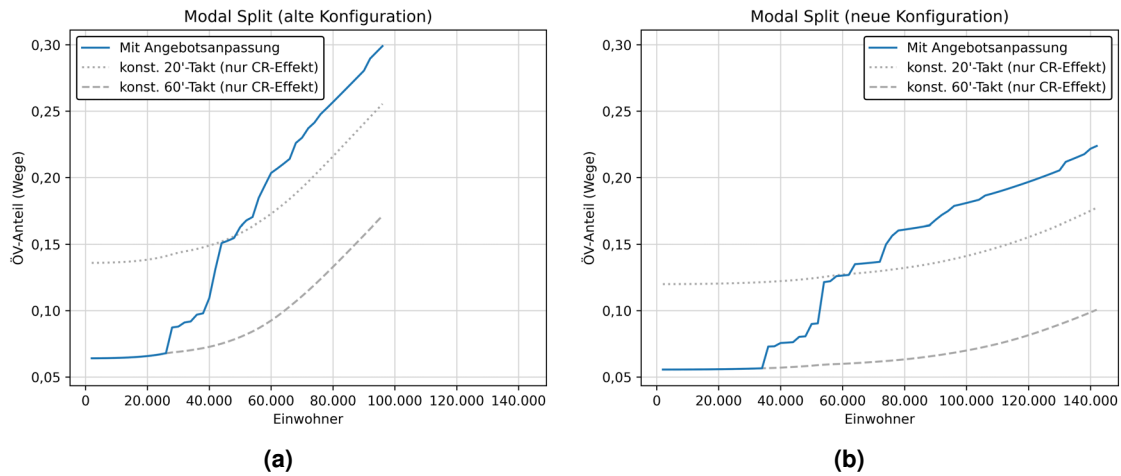 Modal Split (alte Konfiguration)
0,30
0,25
0,20
0,15
0,10
0,05
ÖV-Anteil (Wege)
Mit Angebotsanpassung
konst. 20'-Takt (nur CR-Effekt)
konst. 60'-Takt (nur CR-Effekt)
0 20.000 40.000 60.000 80.000 100.000 120.000 140.000
Einwohner
(a)
Modal Split (neue Konfiguration)
0,30
0,25
0,20
0,15
0,10
0,05
ÖV-Anteil (Wege)
Mit Angebotsanpassung
konst. 20'-Takt (nur CR-Effekt)
konst. 60'-Takt (nur CR-Effekt)
0 20.000 40.000 60.000 80.000 100.000 120.000 140.000
Einwohner
(b)